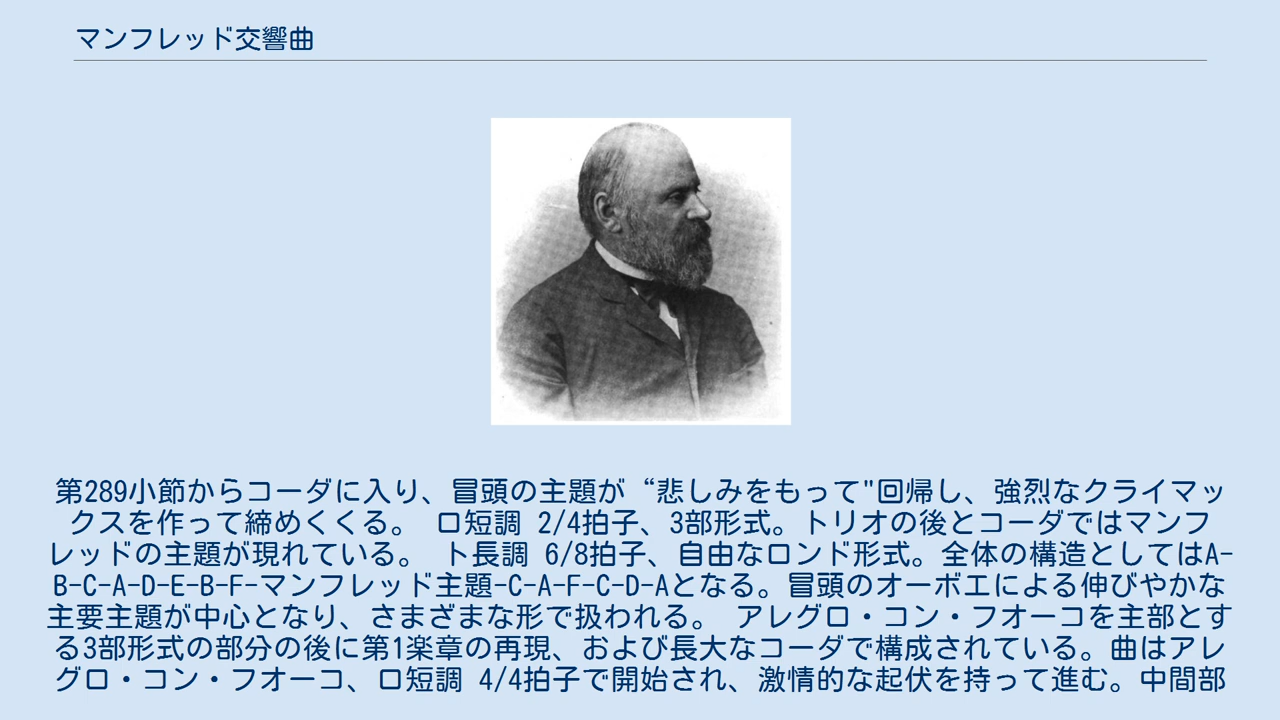 マンフレッド交響曲
第289小節からコーダに入り、冒頭の主題が“悲しみをもって"回帰し、強烈なクライマッ
クスを作って締めくくる。 ロ短調 2/4拍子、3部形式。トリオの後とコーダではマンフ
レッドの主題が現れている。 ト長調 6/8拍子、自由なロンド形式。全体の構造としてはA-
B-C-A-D-E-B-F-マンフレッド主題-C-A-F-C-D-Aとなる。冒頭のオーボエによる伸びやかな
主要主題が中心となり、さまざまな形で扱われる。 アレグロ・コン・フオーコを主部とす
る3部形式の部分の後に第1楽章の再現、および長大なコーダで構成されている。曲はアレ
グロ・コン・フオーコ、ロ短調 4/4拍子で開始され、激情的な起伏を持って進む。中間部